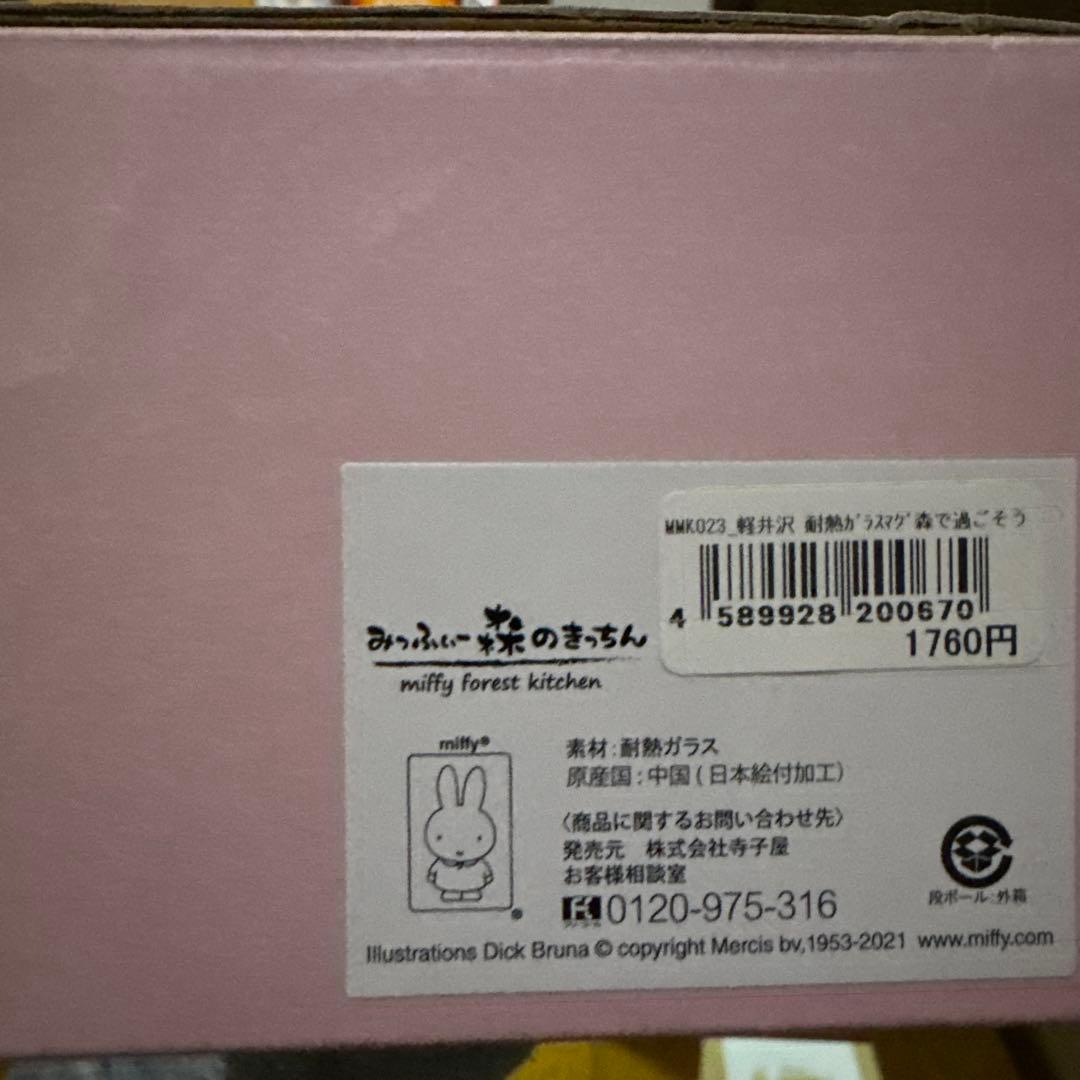 MMK023_軽井沢 耐熱ｶﾞﾗｽﾏｸﾞ森で過ごそう
4 589928 200670
1760円
みっふぃー森のきっちん
miffy forest kitchen
miffy®
素材:耐熱ガラス
原産国:中国(日本絵付加工)
〈商品に関するお問い合わせ先〉
発売元 株式会社寺子屋
お客様相談室
0120-975-316
段ボール:外箱
Illustrations Dick Bruna © copyright Mercis bv,1953-2021 www.miffy.com